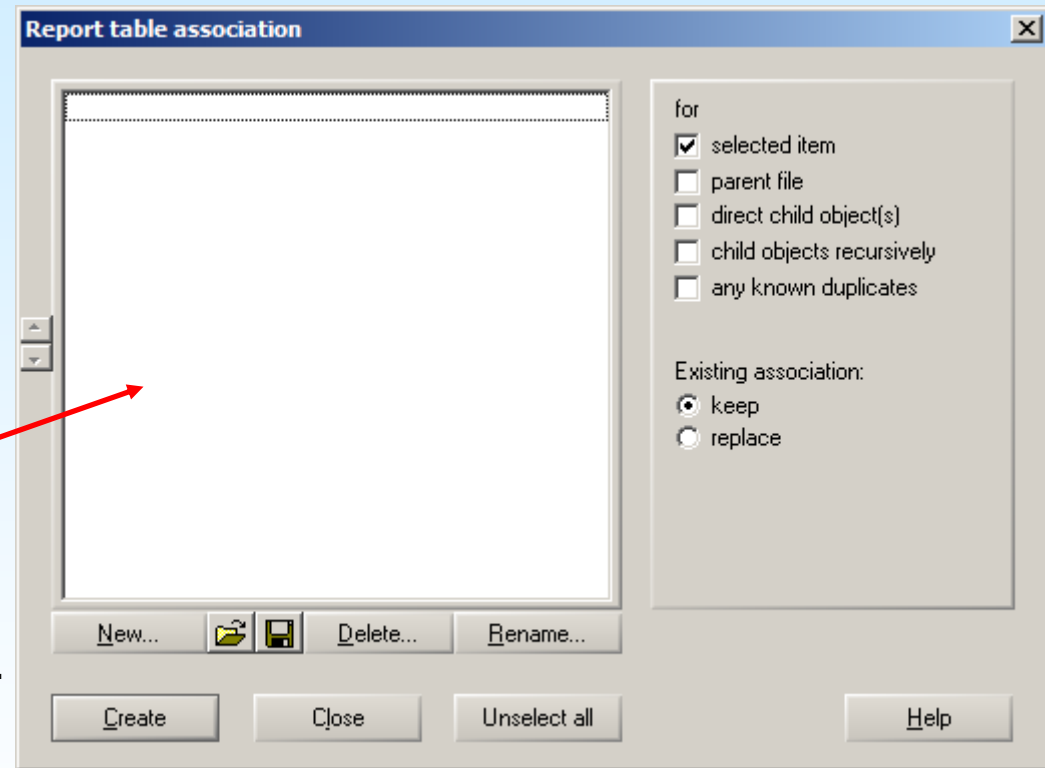 Report table association
for
selected item
parent file
direct child object(s)
child objects recursively
any known duplicates
Existing association:
keep
replace
New...
Delete...
Rename...
Create
Close
Unselect all
Help